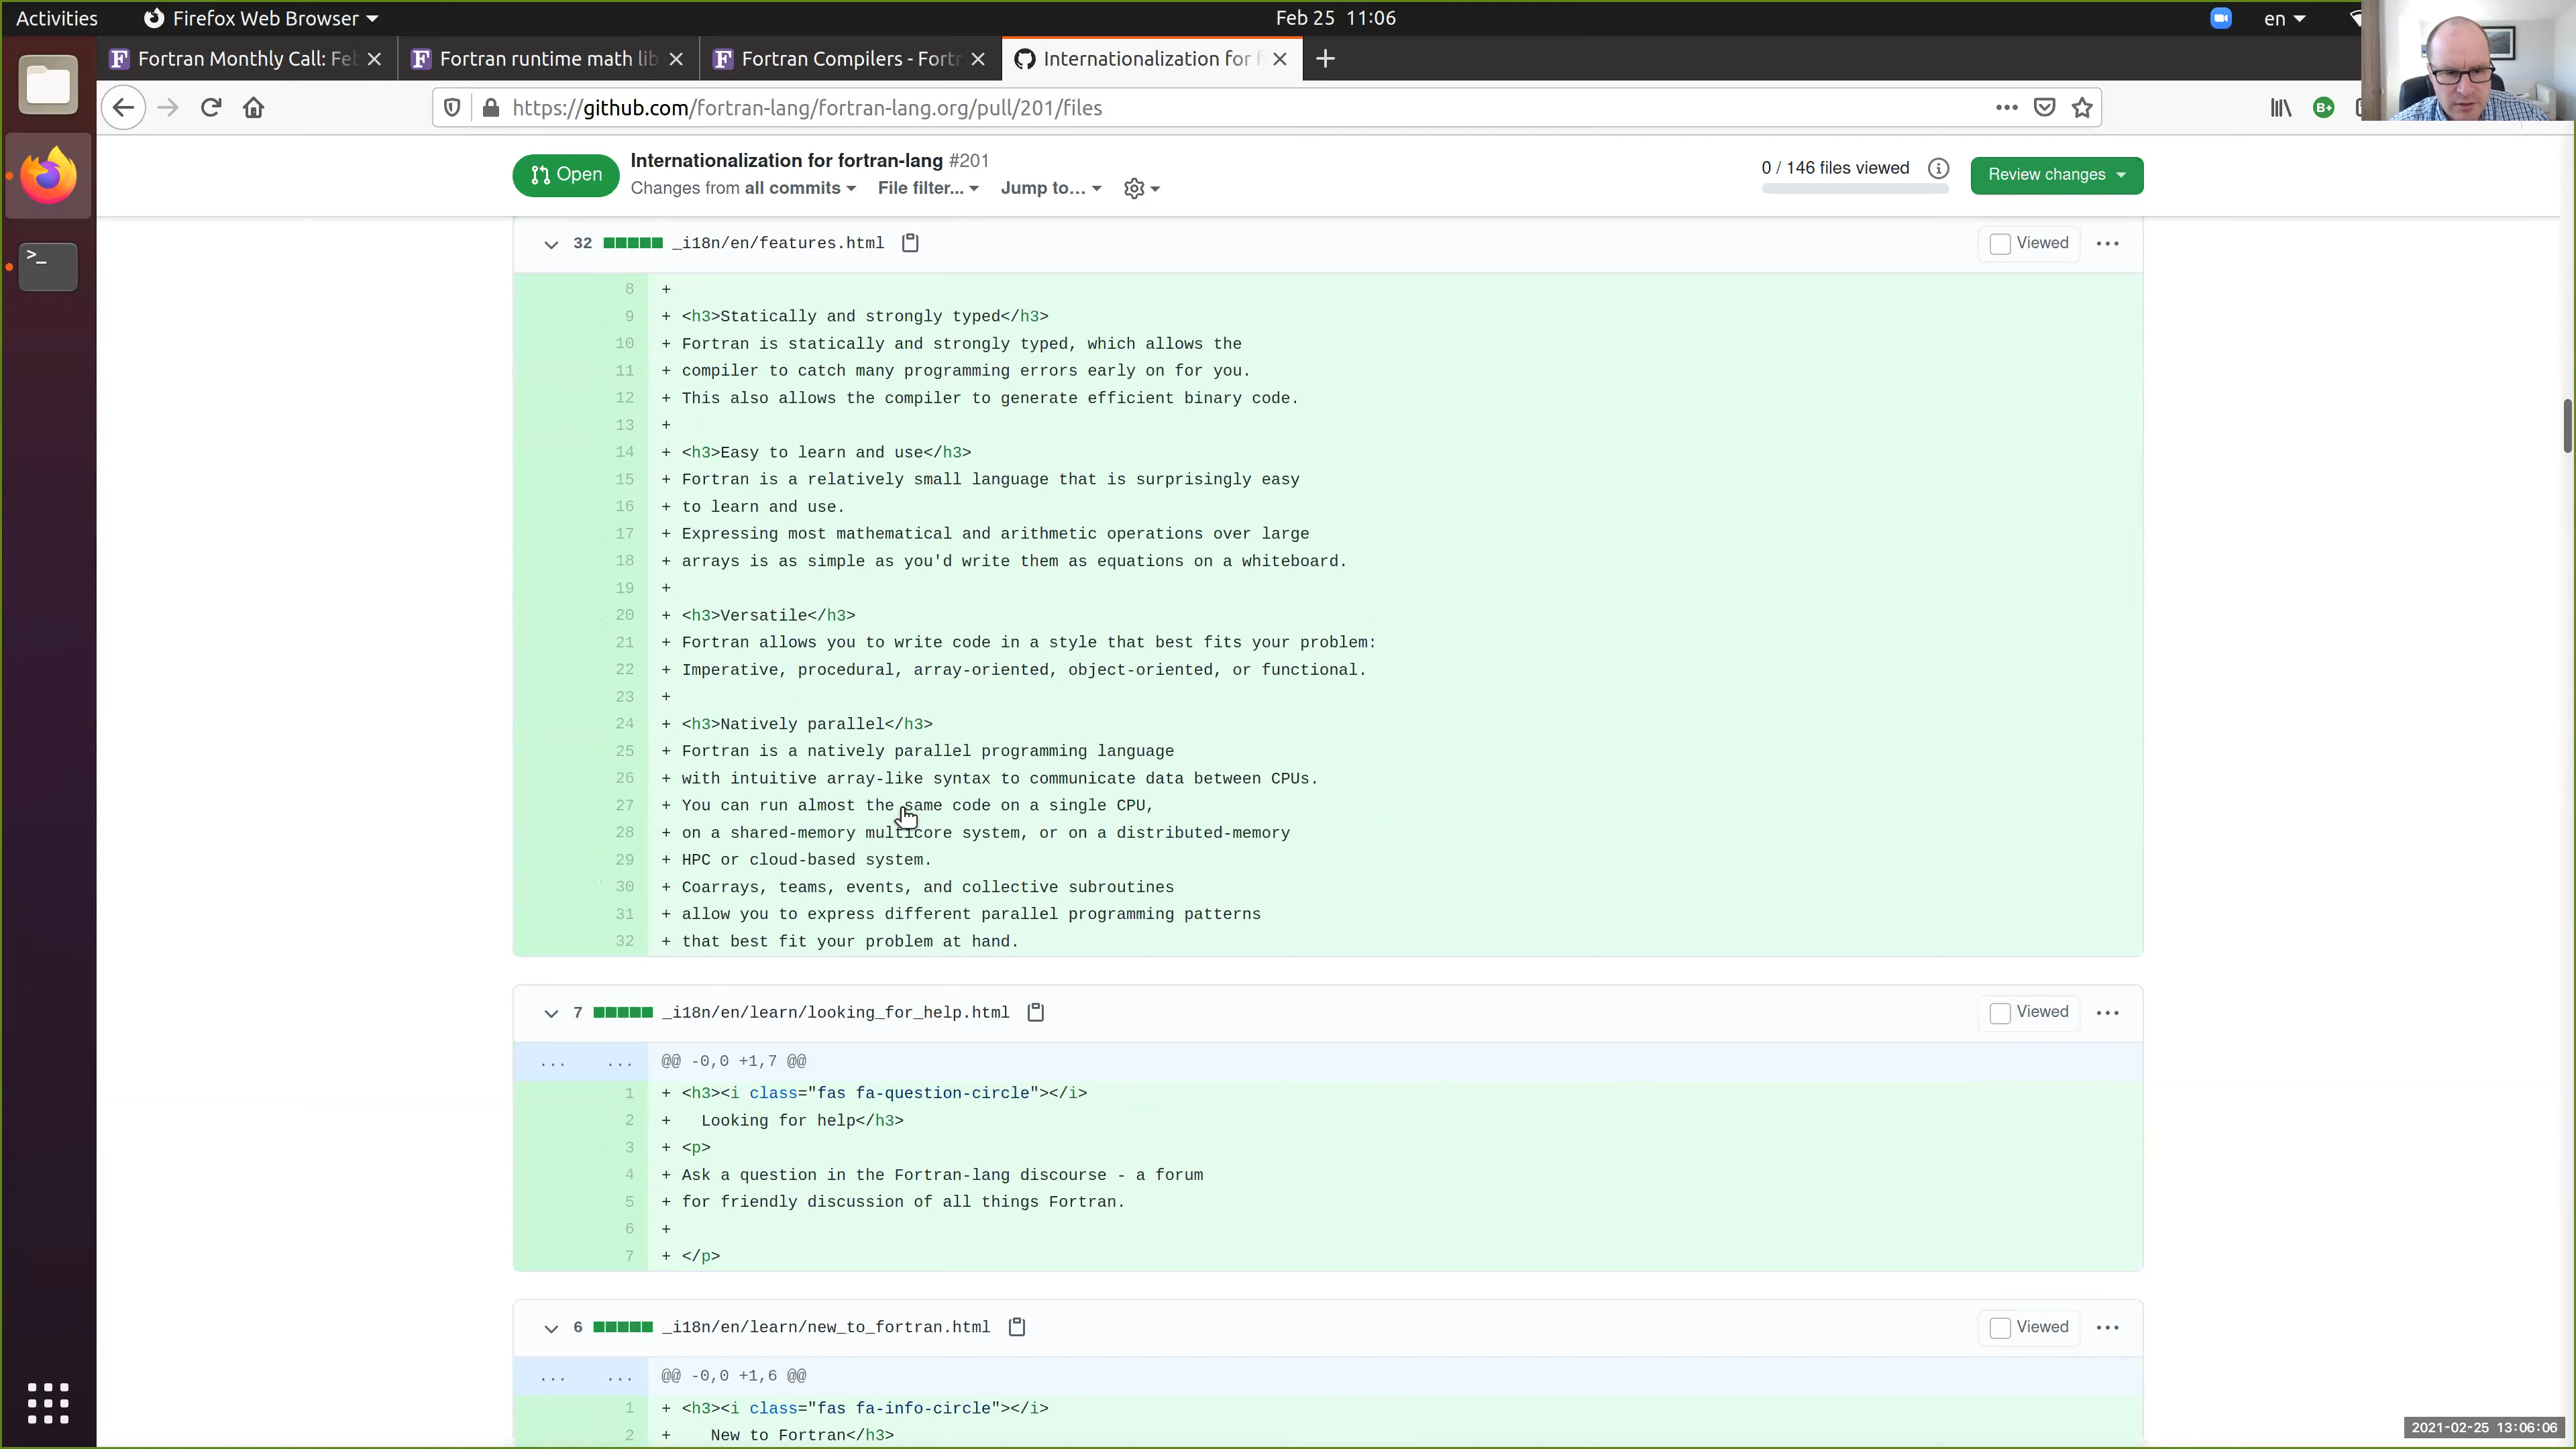 Activities Firefox Web Browser Feb 25 11:06 en
Fortran Monthly Call: Fe Fortran runtime math lib Fortran Compilers - Fortr Internationalization for f
https://github.com/fortran-lang/fortran-lang.org/pull/201/files
Open Internationalization for fortran-lang #201 0 / 146 files viewed Review changes
Changes from all commits File filter... Jump to...
32 _i18n/en/features.html Viewed
8 +
9 + <h3>Statically and strongly typed</h3>
10 + Fortran is statically and strongly typed, which allows the
11 + compiler to catch many programming errors early on for you.
12 + This also allows the compiler to generate efficient binary code.
13 +
14 + <h3>Easy to learn and use</h3>
15 + Fortran is a relatively small language that is surprisingly easy
16 + to learn and use.
17 + Expressing most mathematical and arithmetic operations over large
18 + arrays is as simple as you'd write them as equations on a whiteboard.
19 +
20 + <h3>Versatile</h3>
21 + Fortran allows you to write code in a style that best fits your problem:
22 + Imperative, procedural, array-oriented, object-oriented, or functional.
23 +
24 + <h3>Natively parallel</h3>
25 + Fortran is a natively parallel programming language
26 + with intuitive array-like syntax to communicate data between CPUs.
27 + You can run almost the same code on a single CPU,
28 + on a shared-memory multicore system, or on a distributed-memory
29 + HPC or cloud-based system.
30 + Coarrays, teams, events, and collective subroutines
31 + allow you to express different parallel programming patterns
32 + that best fit your problem at hand.
7 _i18n/en/learn/looking_for_help.html Viewed
... ... @@ -0,0 +1,7 @@
1 + <h3><i class="fas fa-question-circle"></i>
2 + Looking for help</h3>
3 + <p>
4 + Ask a question in the Fortran-lang discourse - a forum
5 + for friendly discussion of all things Fortran.
6 +
7 + </p>
6 _i18n/en/learn/new_to_fortran.html Viewed
... ... @@ -0,0 +1,6 @@
1 + <h3><i class="fas fa-info-circle"></i>
2 + New to Fortran</h3>
2021-02-25 13:06:06